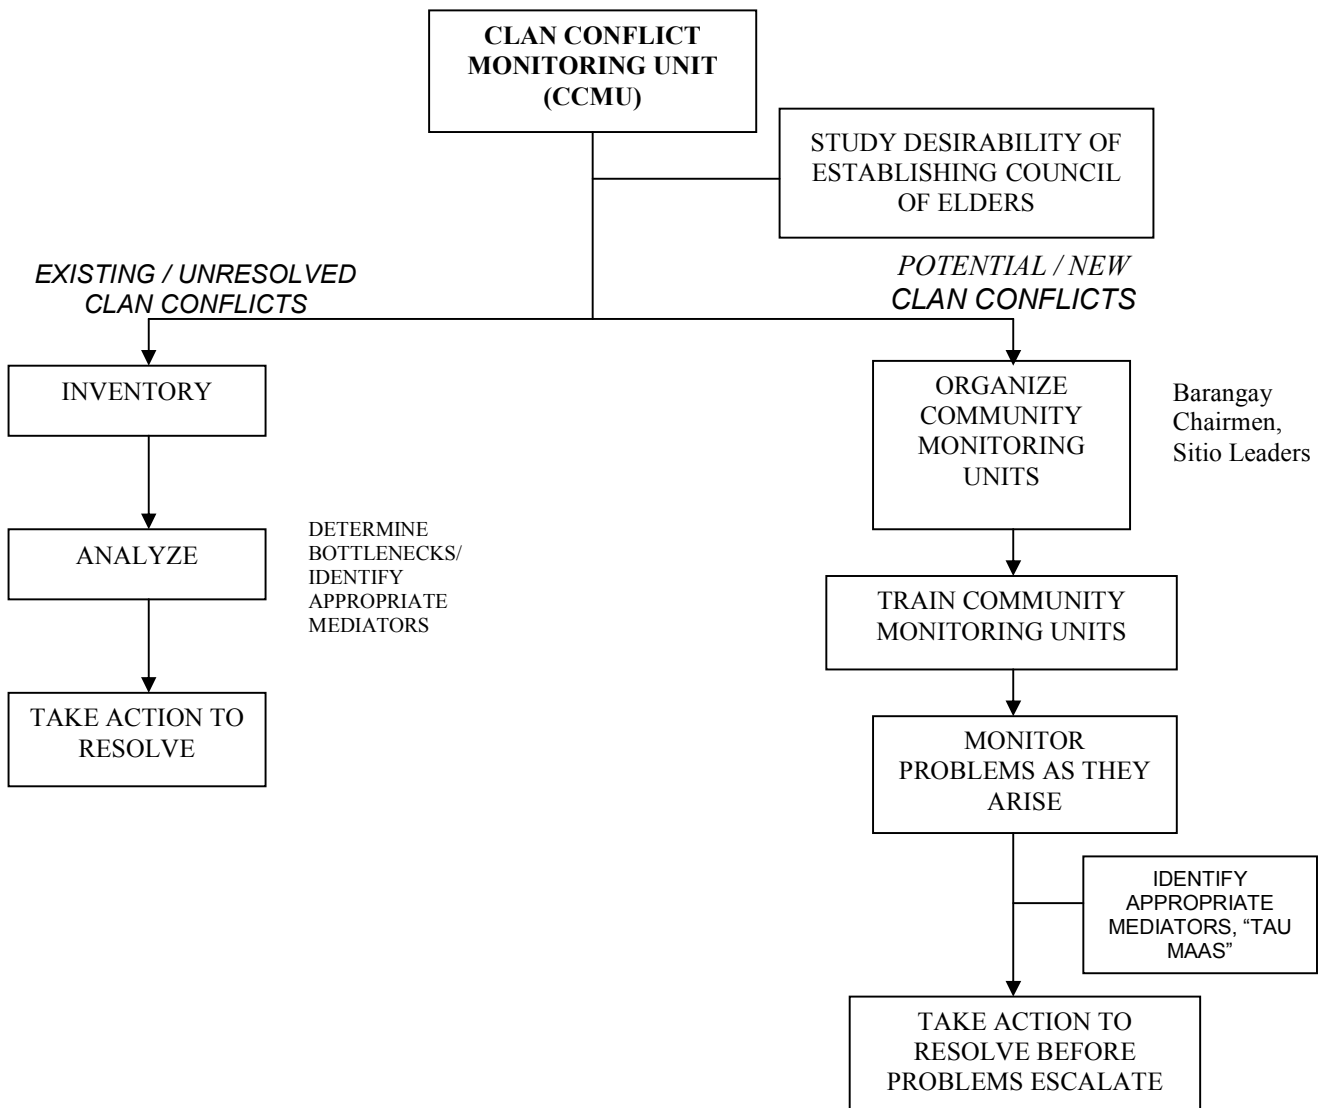 CLAN CONFLICT
MONITORING UNIT
(CCMU)
STUDY DESIRABILITY OF
ESTABLISHING COUNCIL
OF ELDERS
EXISTING / UNRESOLVED
CLAN CONFLICTS
POTENTIAL / NEW
CLAN CONFLICTS
INVENTORY
ANALYZE
DETERMINE
BOTTLENECKS/
IDENTIFY
APPROPRIATE
MEDIATORS
TAKE ACTION TO
RESOLVE
ORGANIZE
COMMUNITY
MONITORING
UNITS
Barangay
Chairmen,
Sitio Leaders
TRAIN COMMUNITY
MONITORING UNITS
MONITOR
PROBLEMS AS THEY
ARISE
IDENTIFY
APPROPRIATE
MEDIATORS, “TAU
MAAS”
TAKE ACTION TO
RESOLVE BEFORE
PROBLEMS ESCALATE